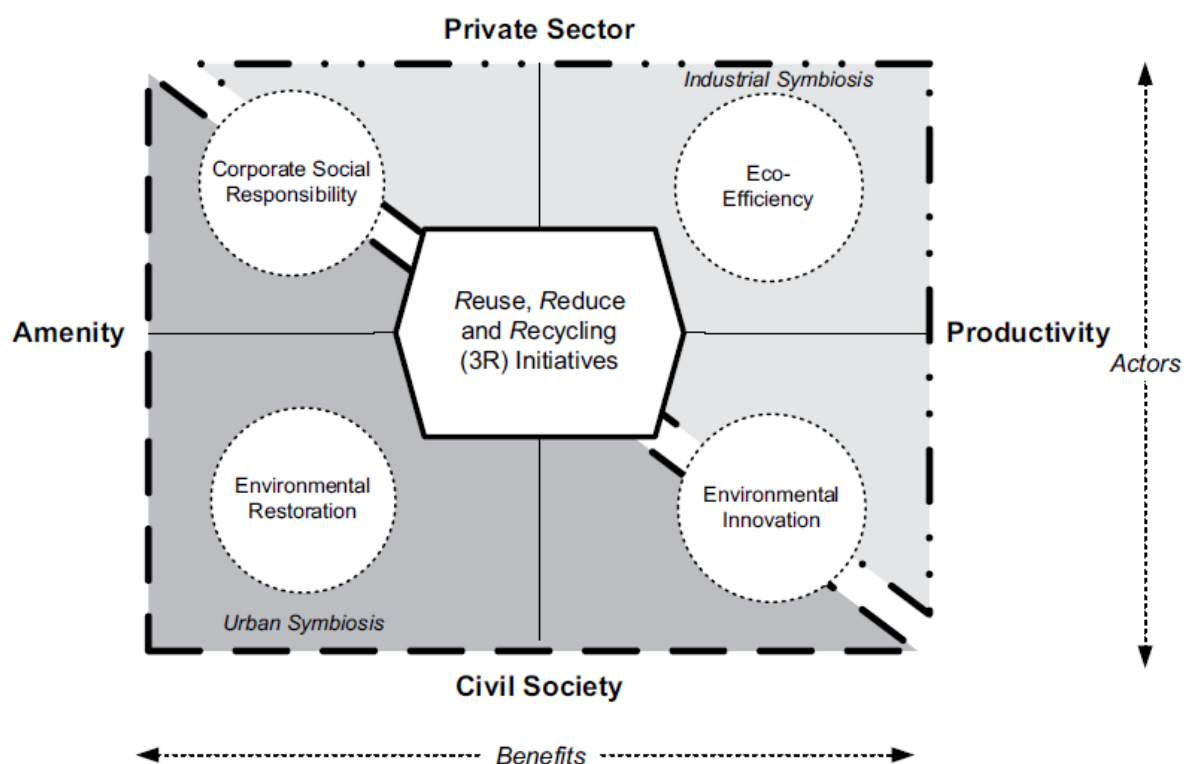 Private Sector
Industrial Symbiosis
Corporate Social
Responsibility
Eco-
Efficiency
Reuse, Reduce
and Recycling
(3R) Initiatives
Amenity
Productivity
Actors
Environmental
Restoration
Environmental
Innovation
Urban Symbiosis
Civil Society
Benefits